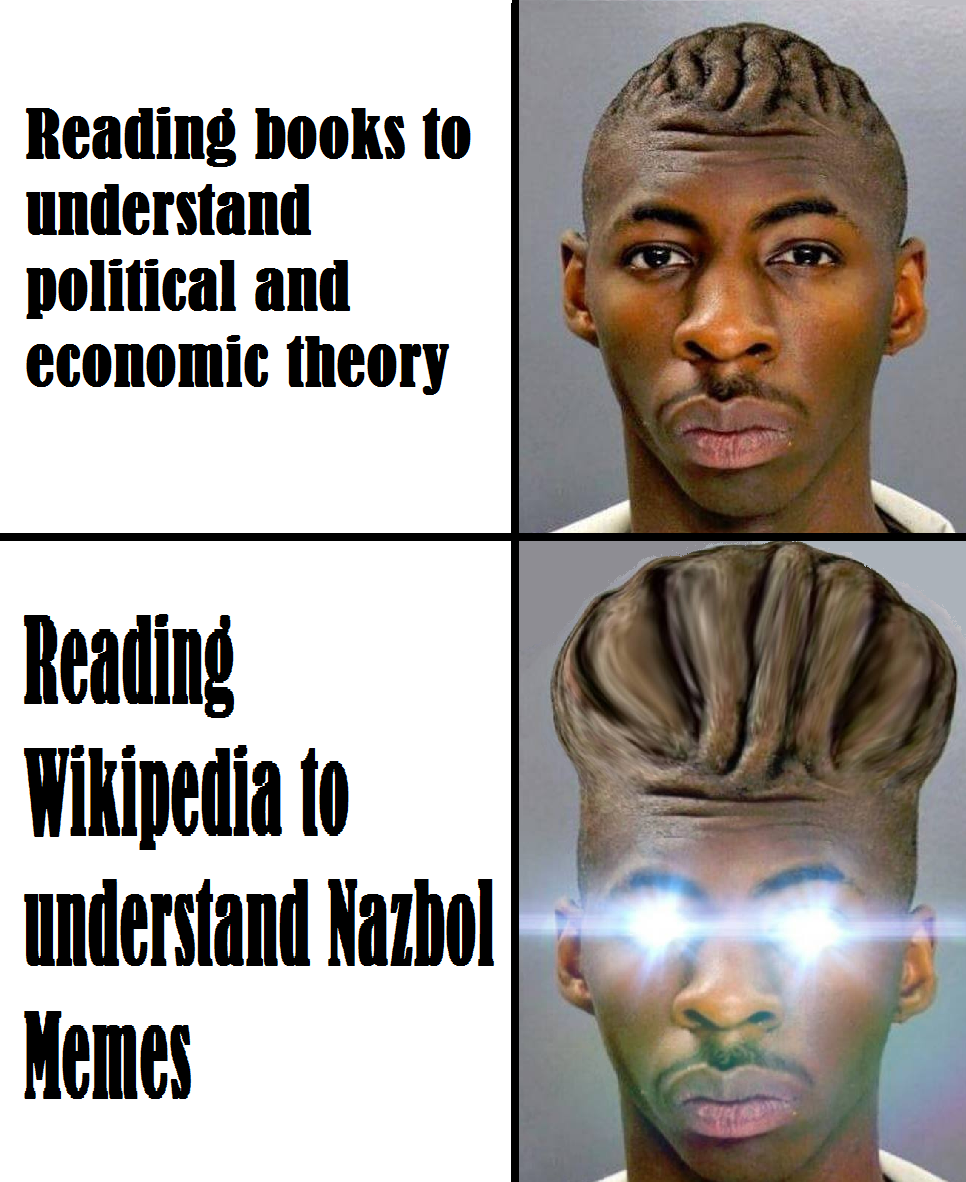 Reading books to
understand
political and
economic theory
Reading
Wikipedia to
understand Nazbol
Memes